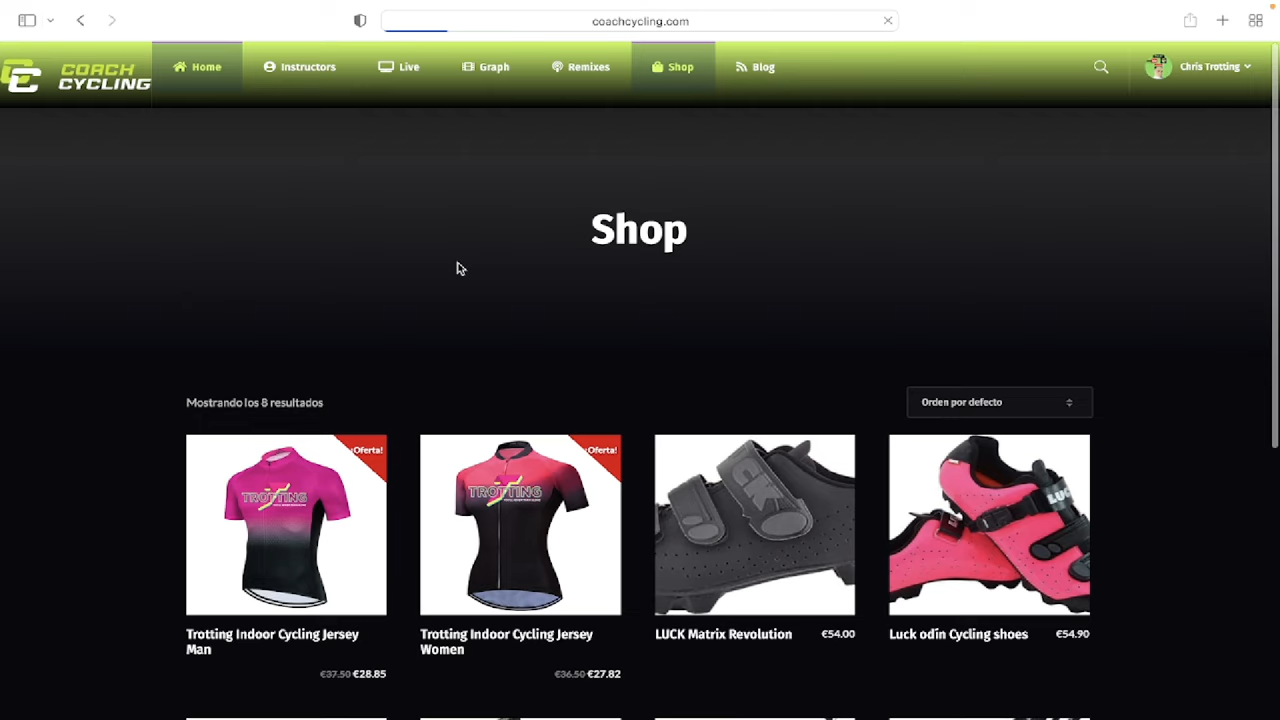 coachcycling.com
COACH
CYCLING
Home
Instructors
Live
Graph
Remixes
Shop
Blog
Chris Trotting
Shop
Mostrando los 8 resultados
Orden por defecto
¡Oferta!
¡Oferta!
TROTTING
TROTTING
LUCK
Trotting Indoor Cycling Jersey
Man
€37.50 €28.85
Trotting Indoor Cycling Jersey
Women
€36.50 €27.82
LUCK Matrix Revolution
€54.00
Luck odín Cycling shoes
€54.90